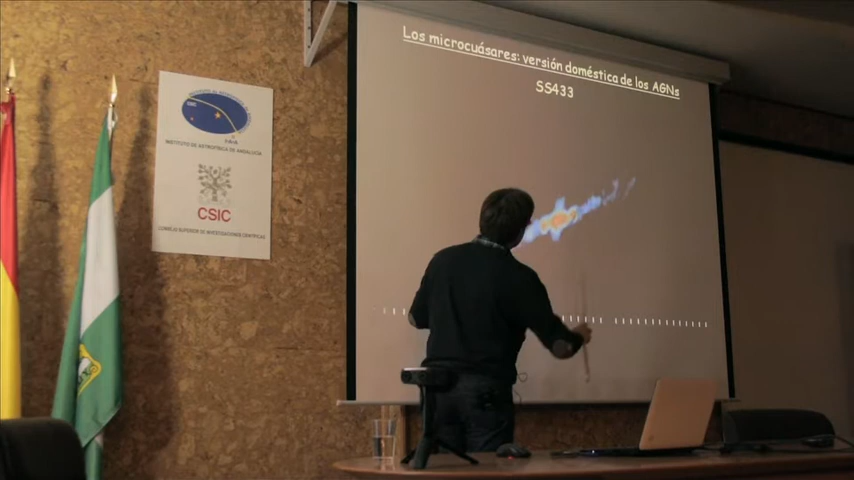 Los microcuásares: versión doméstica de los AGNs
SS433
INSTITUTO DE ASTROFÍSICA DE ANDALUCÍA
CSIC
CONSEJO SUPERIOR DE INVESTIGACIONES CIENTÍFICAS